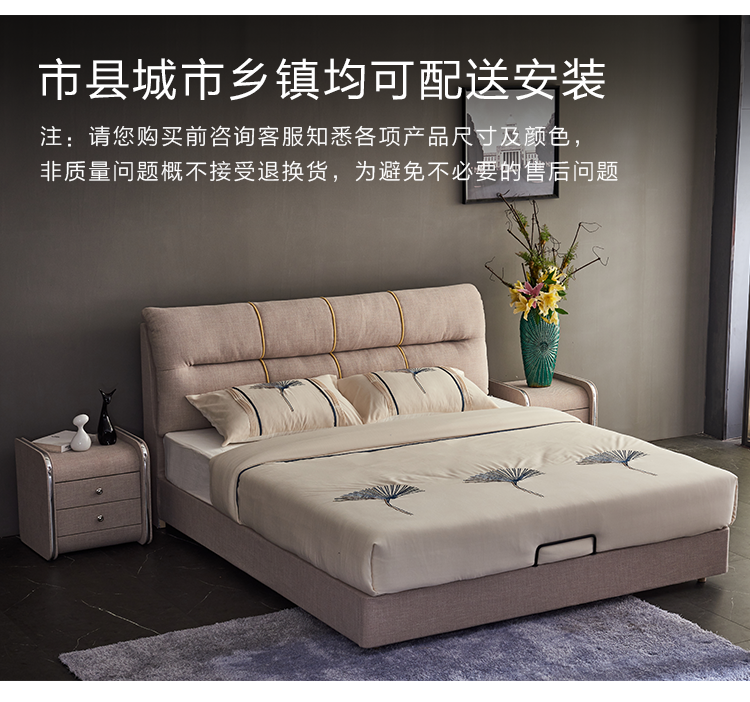 市县城市乡镇均可配送安装
注：请您购买前咨询客服知悉各项产品尺寸及颜色，
非质量问题概不接受退换货，为避免不必要的售后问题